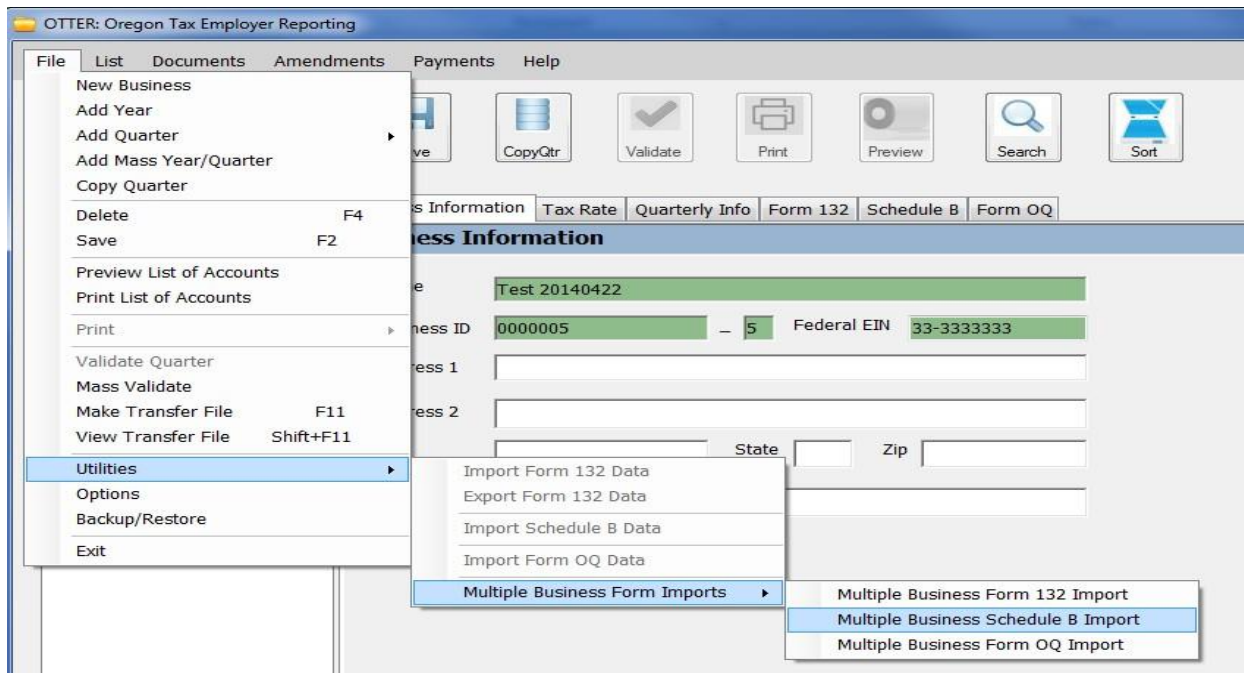 OTTER: Oregon Tax Employer Reporting
File List Documents Amendments Payments Help
New Business
Add Year
Add Quarter
Add Mass Year/Quarter
Copy Quarter
Delete F4
Save F2
Preview List of Accounts
Print List of Accounts
Print
Validate Quarter
Mass Validate
Make Transfer File F11
View Transfer File Shift+F11
Utilities
Options
Backup/Restore
Exit
ve CopyQtr Validate Print Preview Search Sort
s Information Tax Rate Quarterly Info Form 132 Schedule B Form OQ
ness Information
e Test 20140422
ness ID 0000005 – 5 Federal EIN 33-3333333
ress 1
ress 2
State Zip
Import Form 132 Data
Export Form 132 Data
Import Schedule B Data
Import Form OQ Data
Multiple Business Form Imports
Multiple Business Form 132 Import
Multiple Business Schedule B Import
Multiple Business Form OQ Import